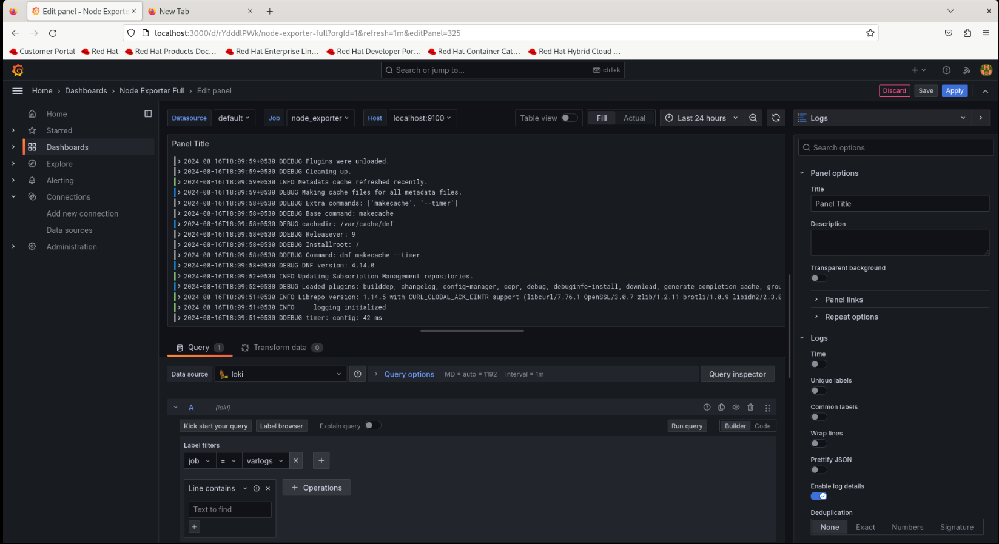 Edit panel - Node Exporte
New Tab
localhost:3000/d/rYdddlPWk/node-exporter-full?orgId=1&refresh=1m&editPanel=325
Customer Portal Red Hat Red Hat Products Doc... Red Hat Enterprise Lin... Red Hat Developer Por... Red Hat Container Cat... Red Hat Hybrid Cloud ...
Search or jump to... ctrl+k
Home › Dashboards › Node Exporter Full › Edit panel
Discard Save Apply
Home
Starred
Dashboards
Explore
Alerting
Connections
Add new connection
Data sources
Administration
Datasource default Job node_exporter Host localhost:9100
Table view Fill Actual Last 24 hours
Panel Title
2024-08-16T18:09:59+0530 DDEBUG Plugins were unloaded.
2024-08-16T18:09:59+0530 DDEBUG Cleaning up.
2024-08-16T18:09:59+0530 INFO Metadata cache refreshed recently.
2024-08-16T18:09:59+0530 DEBUG Making cache files for all metadata files.
2024-08-16T18:09:58+0530 DDEBUG Extra commands: ['makecache', '--timer']
2024-08-16T18:09:58+0530 DDEBUG Base command: makecache
2024-08-16T18:09:58+0530 DEBUG cachedir: /var/cache/dnf
2024-08-16T18:09:58+0530 DDEBUG Releasever: 9
2024-08-16T18:09:58+0530 DDEBUG Installroot: /
2024-08-16T18:09:58+0530 DDEBUG Command: dnf makecache --timer
2024-08-16T18:09:58+0530 DEBUG DNF version: 4.14.0
2024-08-16T18:09:52+0530 INFO Updating Subscription Management repositories.
2024-08-16T18:09:52+0530 DEBUG Loaded plugins: builddep, changelog, config-manager, copr, debug, debuginfo-install, download, generate_completion_cache, grou
2024-08-16T18:09:51+0530 INFO Librepo version: 1.14.5 with CURL_GLOBAL_ACK_EINTR support (libcurl/7.76.1 OpenSSL/3.0.7 zlib/1.2.11 brotli/1.0.9 libidn2/2.3.0
2024-08-16T18:09:51+0530 INFO --- logging initialized ---
2024-08-16T18:09:51+0530 DDEBUG timer: config: 42 ms
Query 1 Transform data 0
Data source loki Query options MD = auto = 1192 Interval = 1m Query inspector
A (loki)
Kick start your query Label browser Explain query Run query Builder Code
Label filters
job = varlogs
Line contains + Operations
Text to find
Logs
Search options
Panel options
Title
Panel Title
Description
Transparent background
Panel links
Repeat options
Logs
Time
Unique labels
Common labels
Wrap lines
Prettify JSON
Enable log details
Deduplication
None Exact Numbers Signature